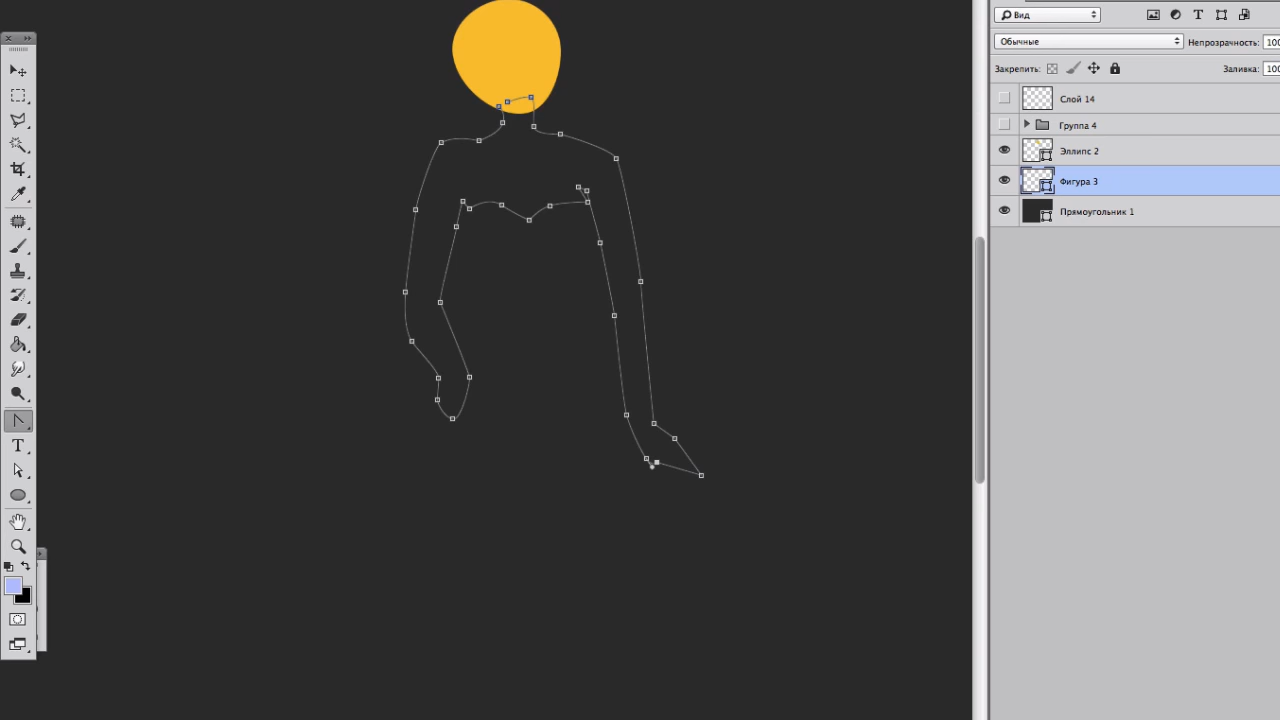 Вид
Обычные
Непрозрачность: 100
Закрепить:
Заливка: 100
Слой 14
Группа 4
Эллипс 2
Фигура 3
Прямоугольник 1